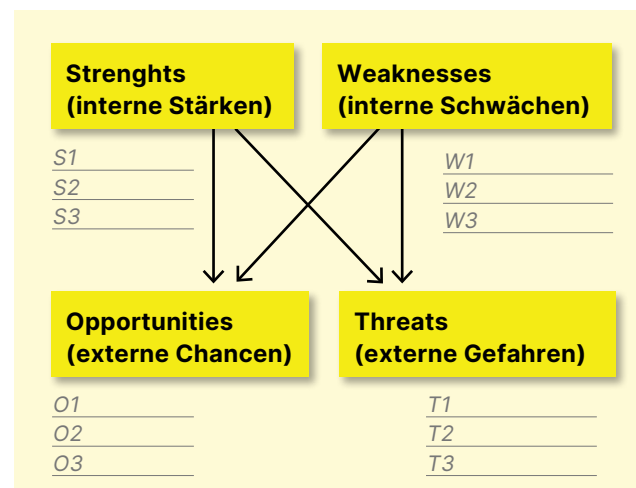 Strenghts
(interne Stärken)
Weaknesses
(interne Schwächen)
S1
S2
S3
W1
W2
W3
Opportunities
(externe Chancen)
Threats
(externe Gefahren)
O1
O2
O3
T1
T2
T3